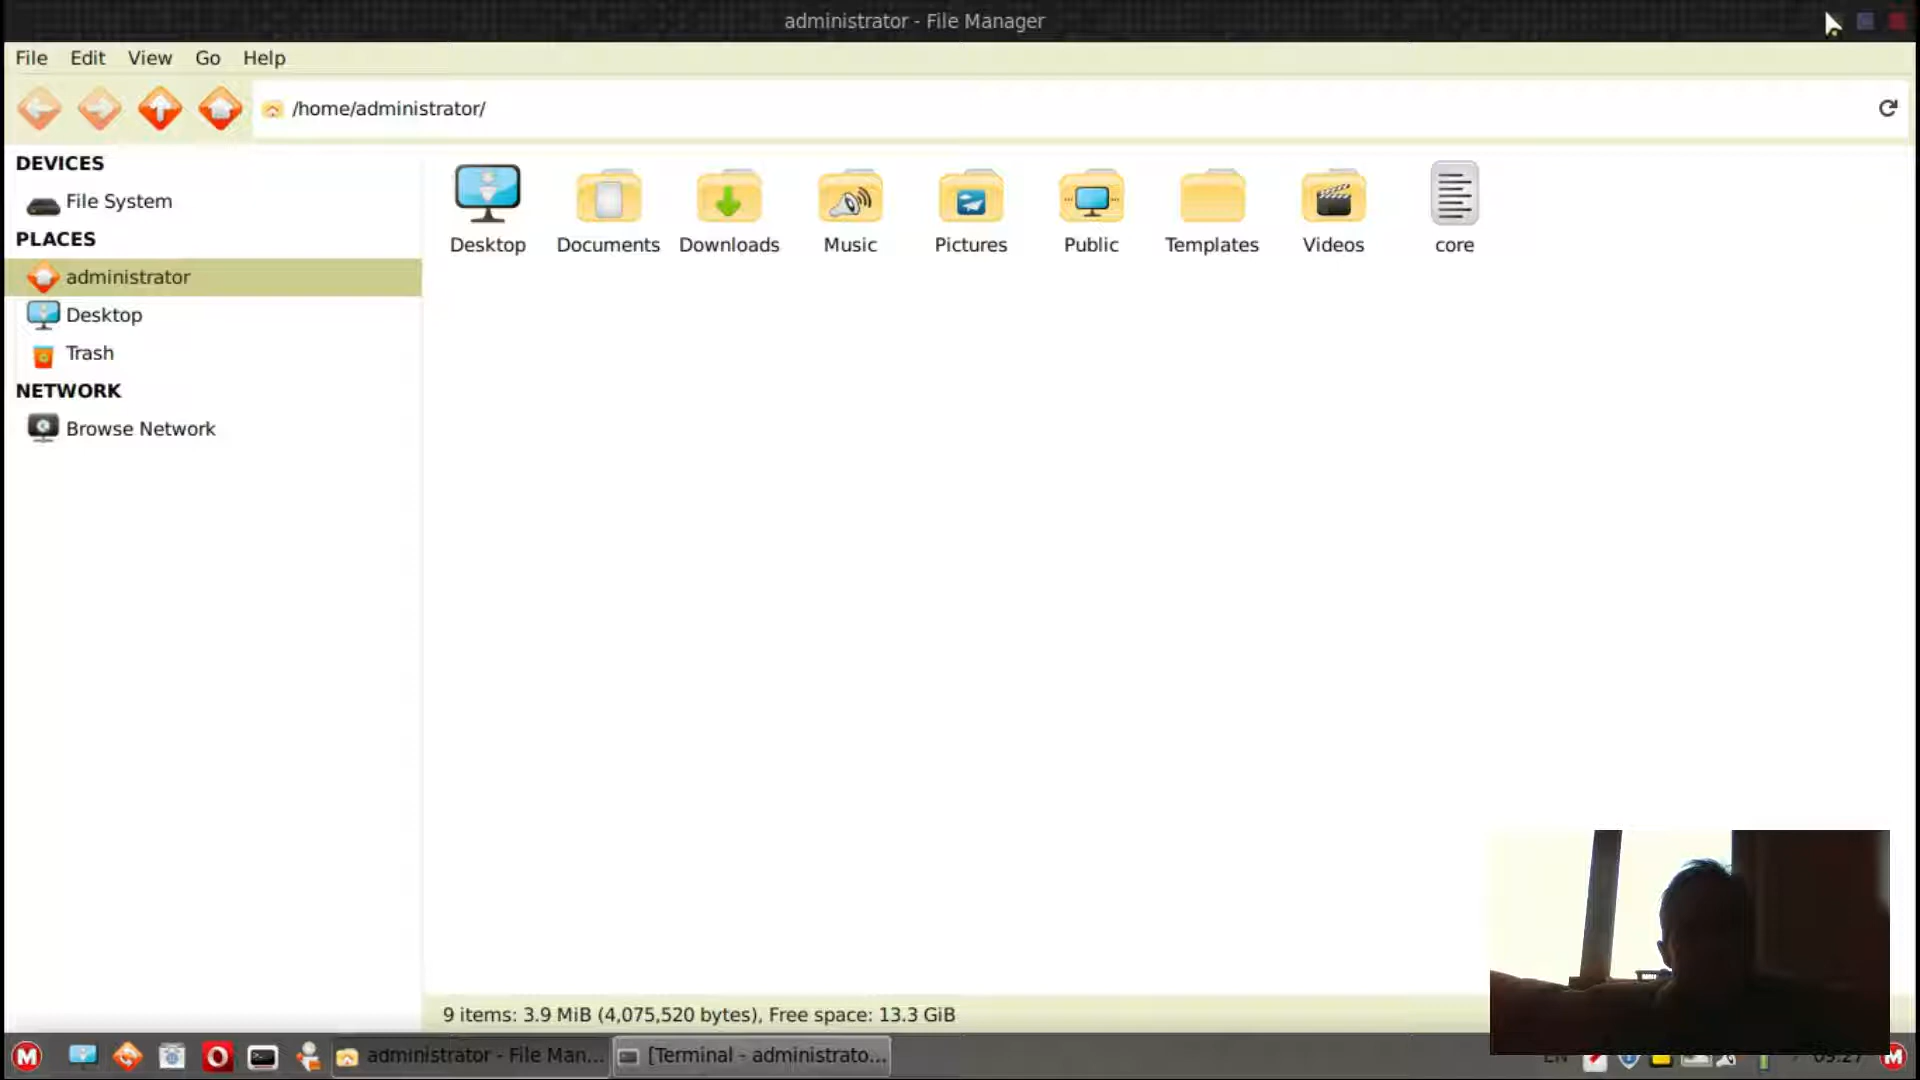 administrator - File Manager
File Edit View Go Help
/home/administrator/
DEVICES
File System
PLACES
administrator
Desktop
Trash
NETWORK
Browse Network
Desktop Documents Downloads Music Pictures Public Templates Videos core
9 items: 3.9 MiB (4,075,520 bytes), Free space: 13.3 GiB
administrator - File Man... [Terminal - administrato...